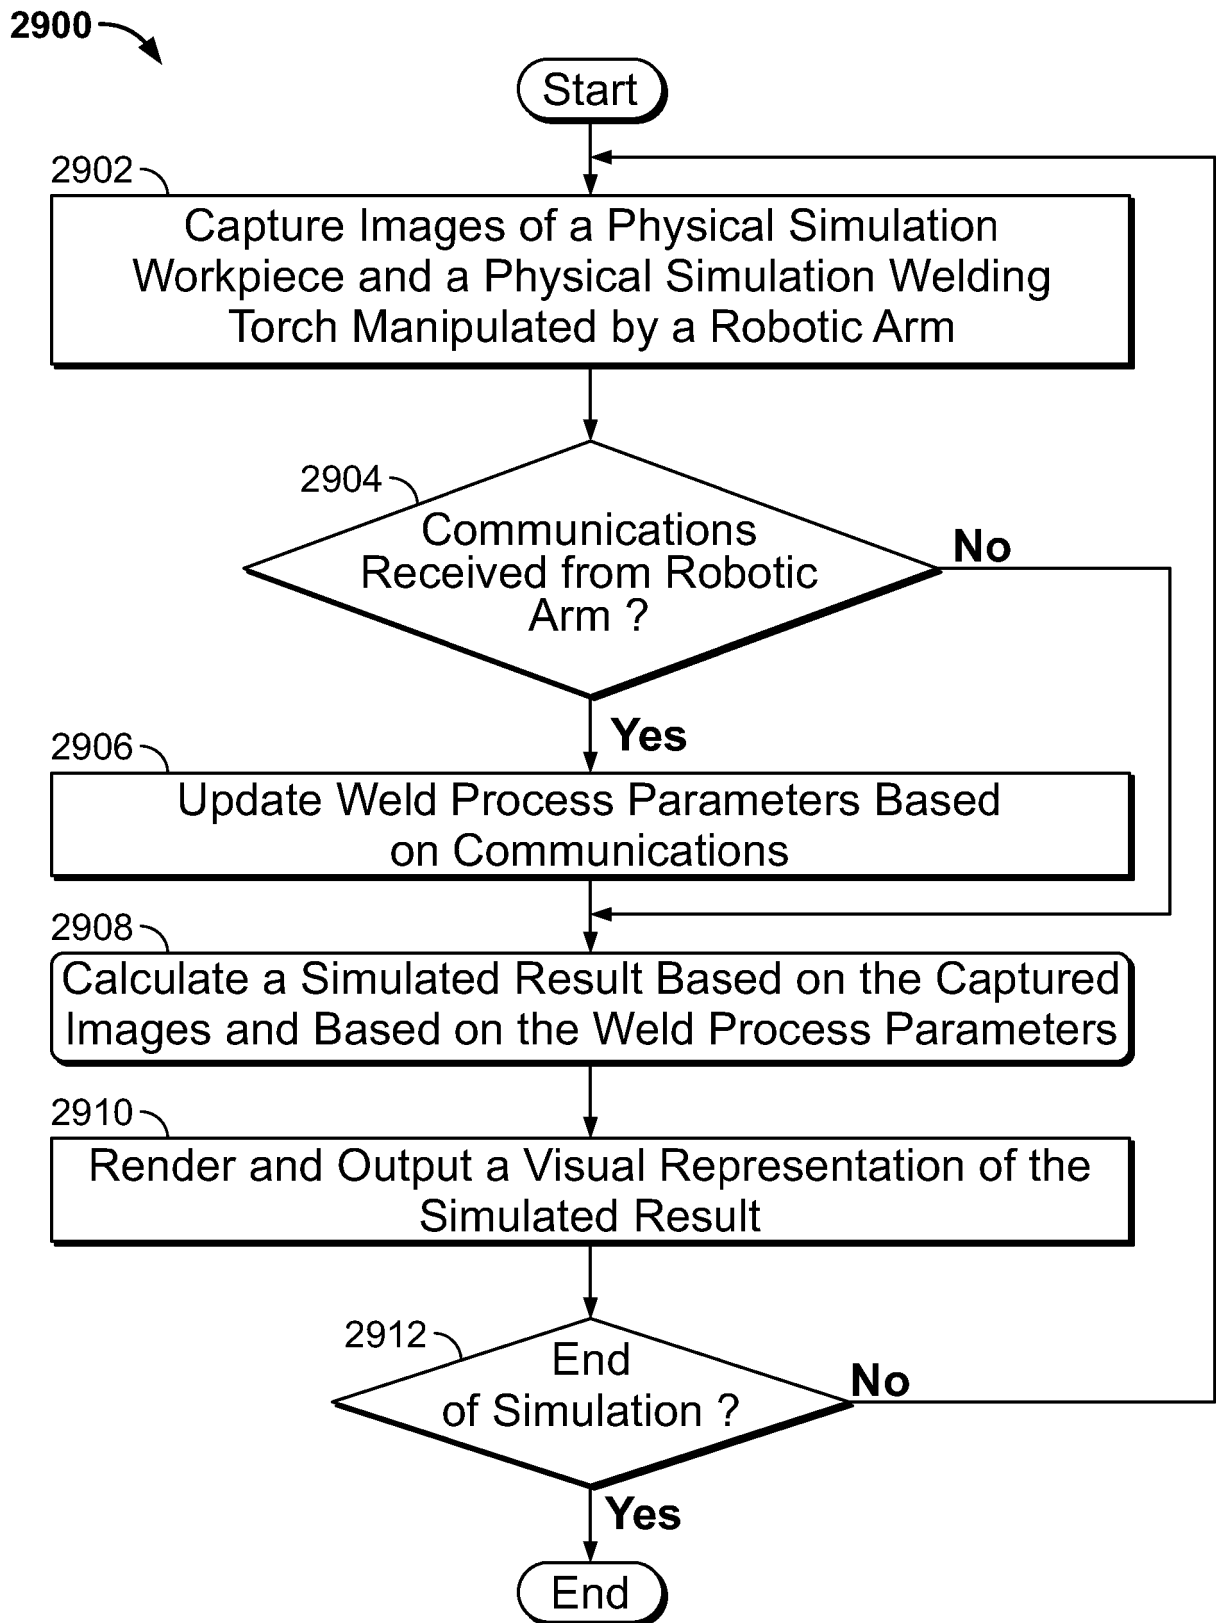 2900
Start
2902
Capture Images of a Physical Simulation
Workpiece and a Physical Simulation Welding
Torch Manipulated by a Robotic Arm
2904
Communications
Received from Robotic
Arm ?
No
Yes
2906
Update Weld Process Parameters Based
on Communications
2908
Calculate a Simulated Result Based on the Captured
Images and Based on the Weld Process Parameters
2910
Render and Output a Visual Representation of the
Simulated Result
2912
End
of Simulation ?
No
Yes
End